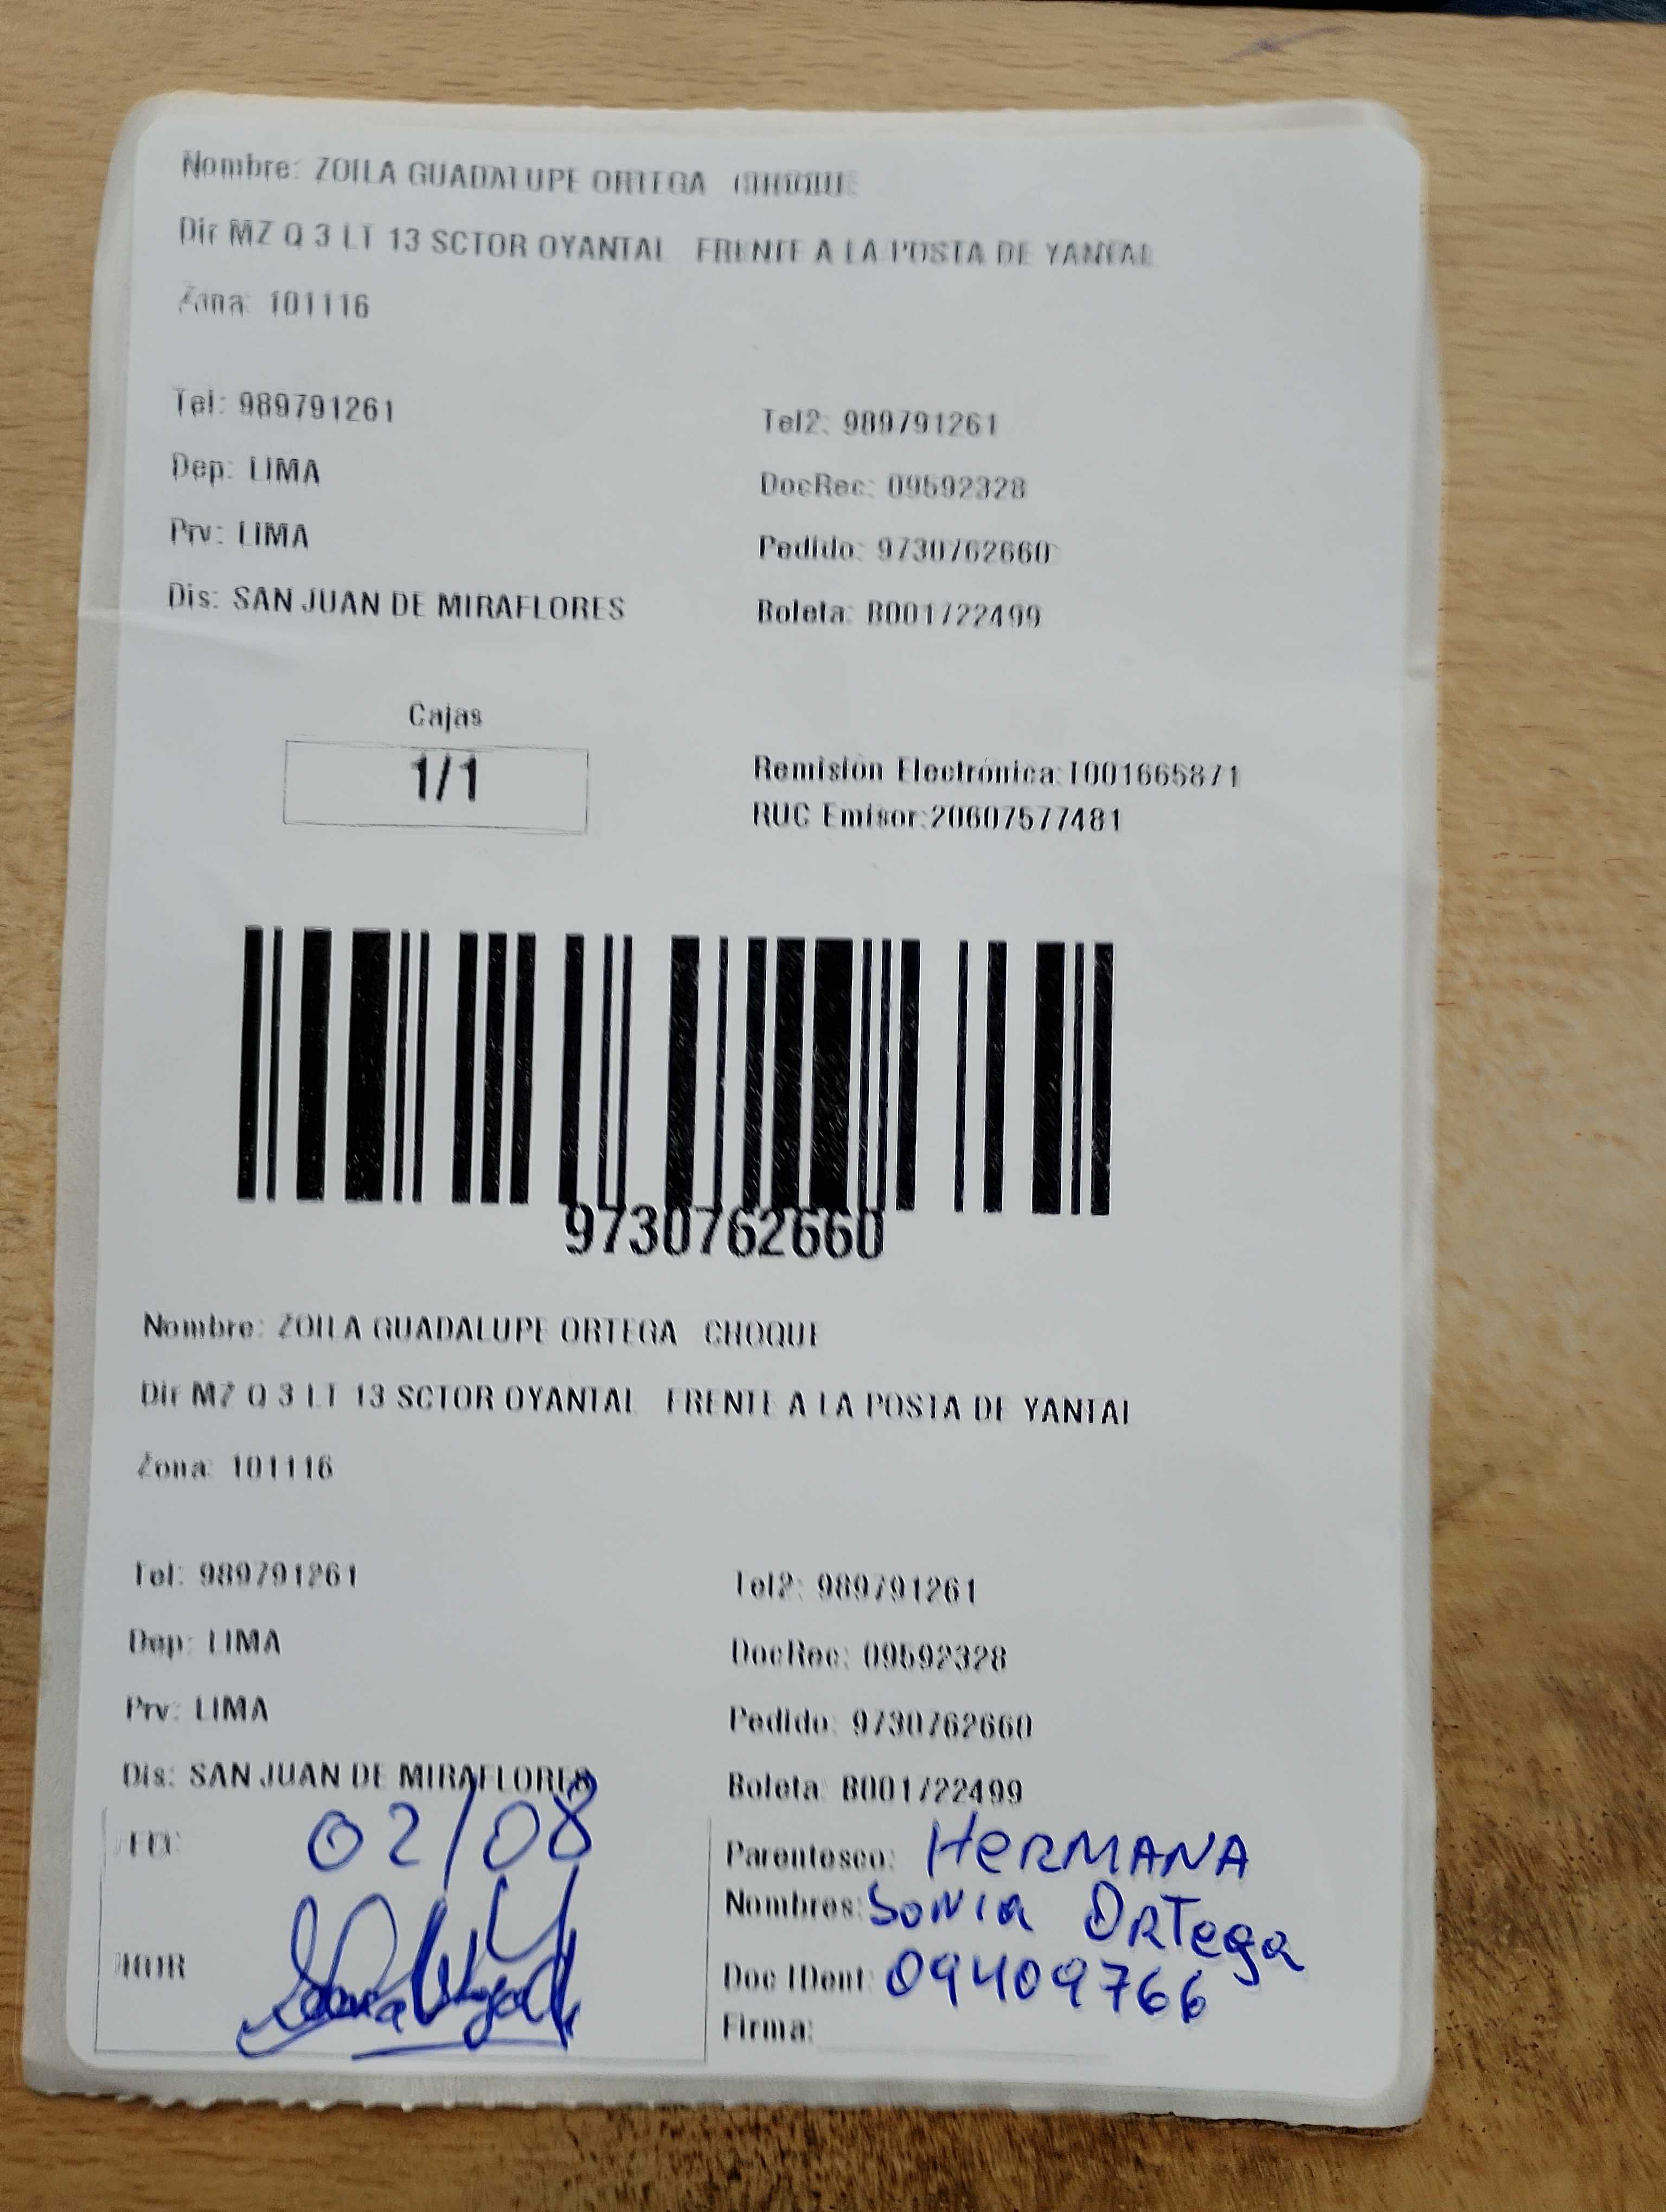 Nombre: ZOILA GUADALUPE ORTEGA CHOQUE
Dir MZ Q 3 LT 13 SCTOR OYANTAL FRENTE A LA POSTA DE YANTAL
Zona: 101116
Tel: 989791261 Tel2: 989791261
Dep: LIMA DocRec: 09592328
Prv: LIMA Pedido: 9730762660
Dis: SAN JUAN DE MIRAFLORES Boleta: B001722499
Cajas
1/1
Remisión Electrónica:T001665871
RUC Emisor:20607577481
9730762660
Nombre: ZOILA GUADALUPE ORTEGA CHOQUE
Dir MZ Q 3 LT 13 SCTOR OYANTAL FRENTE A LA POSTA DE YANTAL
Zona: 101116
Tel: 989791261 Tel2: 989791261
Dep: LIMA DocRec: 09592328
Prv: LIMA Pedido: 9730762660
Dis: SAN JUAN DE MIRAFLORES Boleta: B001722499
FEC 02/08
Parentesco: HERMANA
Nombres: SONIA ORTega
HOR
Doc IDent: 09409766
Firma: